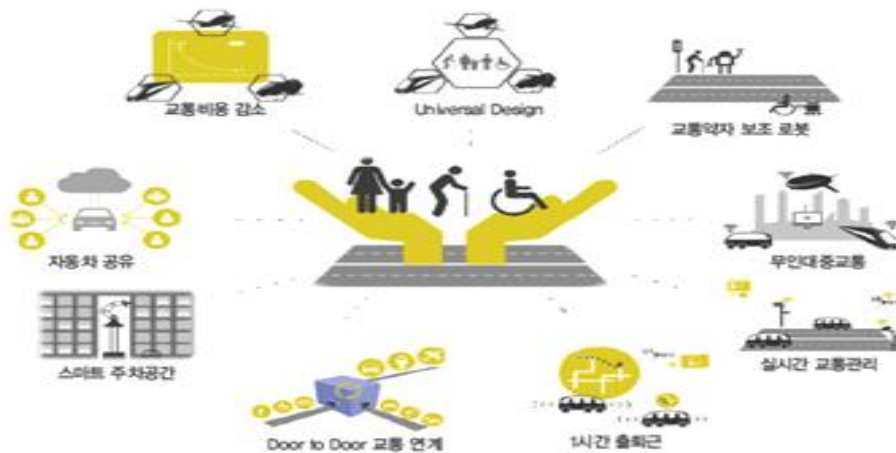 교통비용 감소
Universal Design
교통약자 보조 로봇
자동차 공유
무인대중교통
스마트 주차공간
실시간 교통관리
Door to Door 교통 연계
1시간 출퇴근